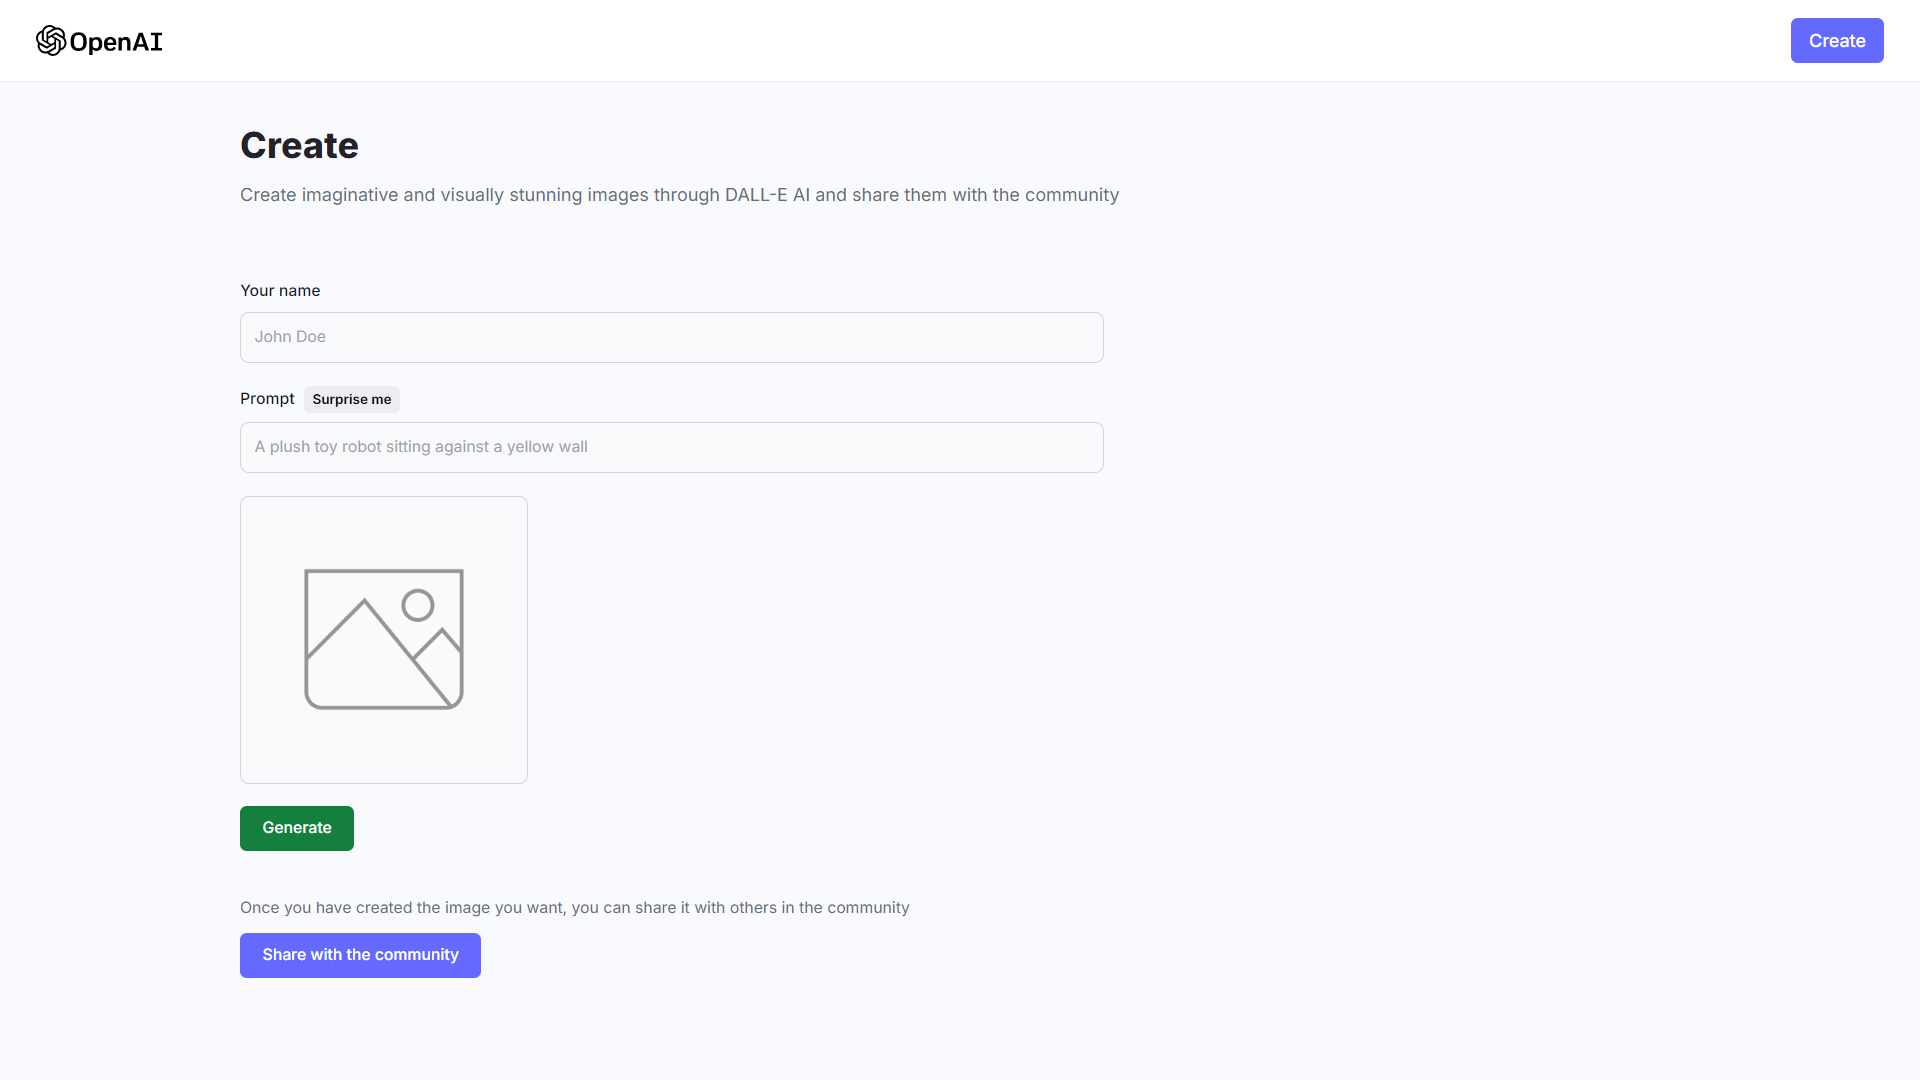 OpenAI
Create
Create
Create imaginative and visually stunning images through DALL-E AI and share them with the community
Your name
John Doe
Prompt Surprise me
A plush toy robot sitting against a yellow wall
Generate
Once you have created the image you want, you can share it with others in the community
Share with the community